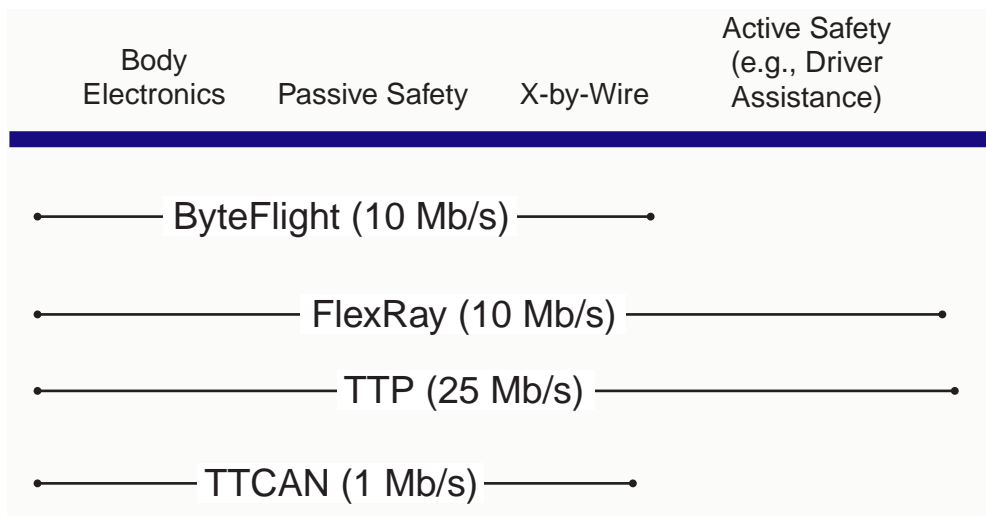 Body
Electronics
Passive Safety
X-by-Wire
Active Safety
(e.g., Driver
Assistance)
ByteFlight (10 Mb/s)
FlexRay (10 Mb/s)
TTP (25 Mb/s)
TTCAN (1 Mb/s)